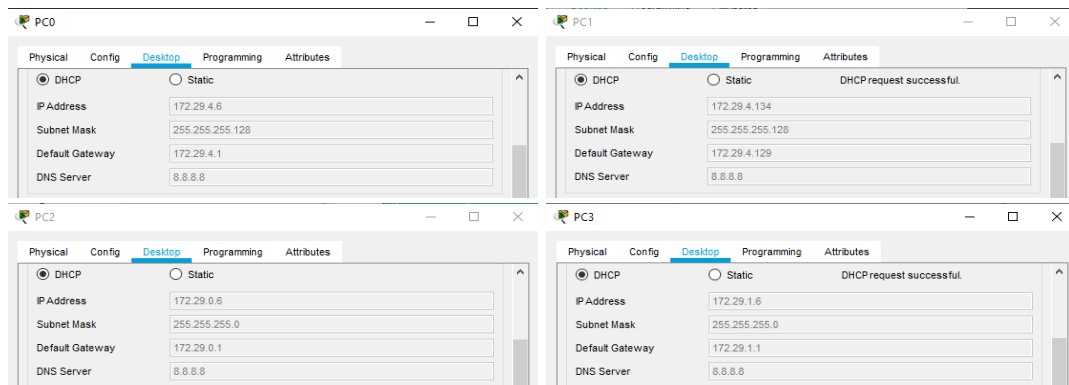 PC0
Physical Config Desktop Programming Attributes
DHCP Static
IP Address 172.29.4.6
Subnet Mask 255.255.255.128
Default Gateway 172.29.4.1
DNS Server 8.8.8.8
PC1
Physical Config Desktop Programming Attributes
DHCP Static DHCP request successful.
IP Address 172.29.4.134
Subnet Mask 255.255.255.128
Default Gateway 172.29.4.129
DNS Server 8.8.8.8
PC2
Physical Config Desktop Programming Attributes
DHCP Static
IP Address 172.29.0.6
Subnet Mask 255.255.255.0
Default Gateway 172.29.0.1
DNS Server 8.8.8.8
PC3
Physical Config Desktop Programming Attributes
DHCP Static DHCP request successful.
IP Address 172.29.1.6
Subnet Mask 255.255.255.0
Default Gateway 172.29.1.1
DNS Server 8.8.8.8